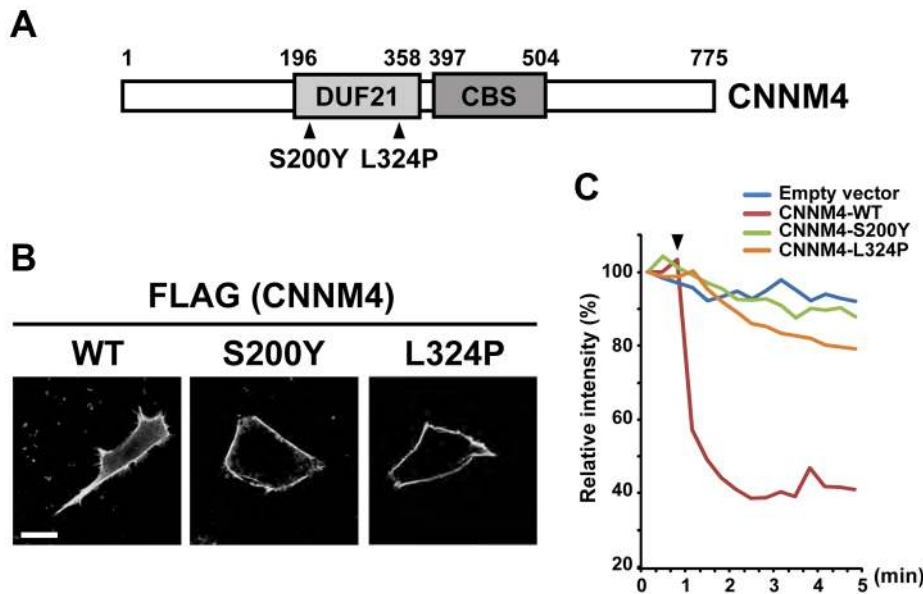 A
1 196 358 397 504 775
DUF21 CBS CNNM4
S200Y L324P
B
FLAG (CNNM4)
WT S200Y L324P
C
Empty vector
CNNM4-WT
CNNM4-S200Y
CNNM4-L324P
Relative intensity (%)
100
80
60
40
20
0 1 2 3 4 5 (min)